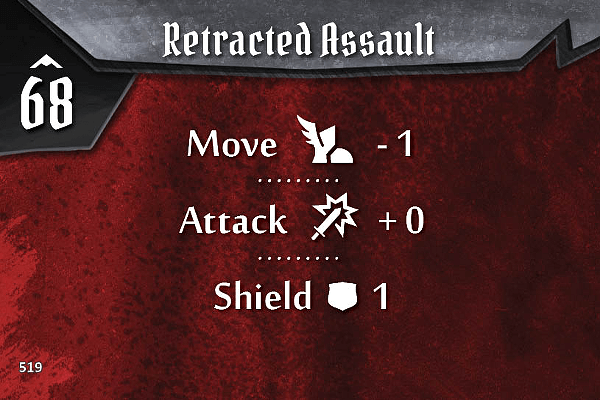 Retracted Assault
68
Move - 1
Attack + 0
Shield 1
519